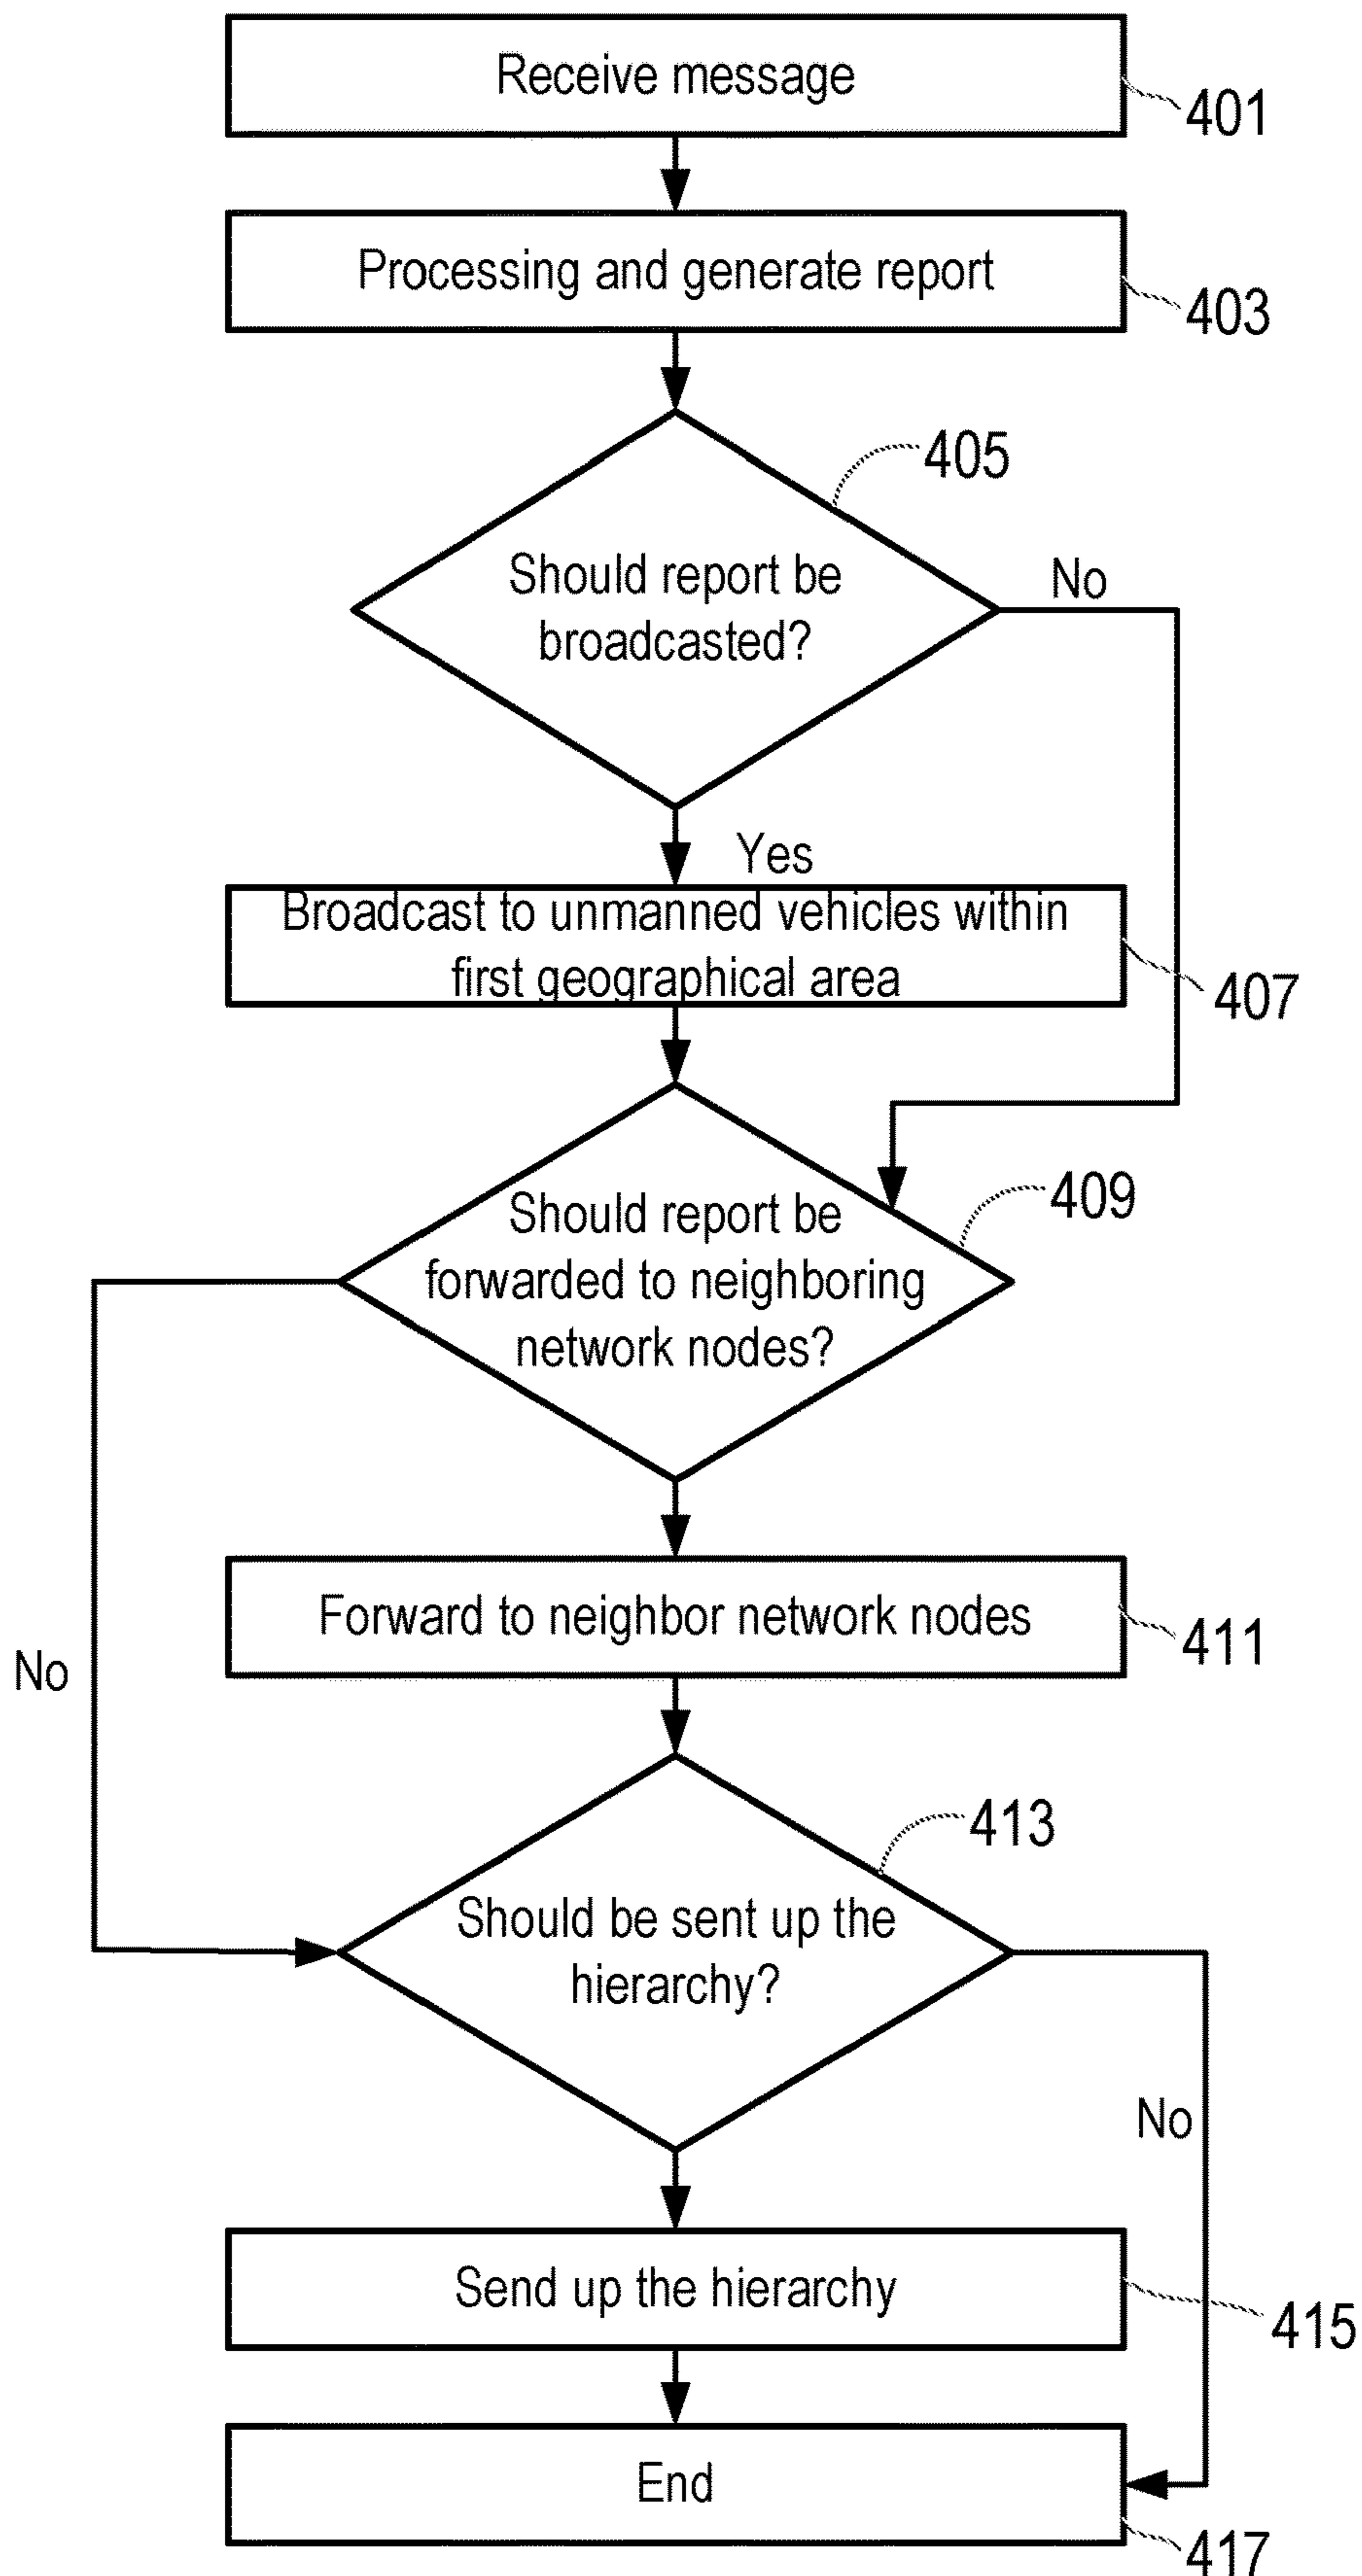 Receive message
401
Processing and generate report
403
405
Should report be
broadcasted?
No
Yes
Broadcast to unmanned vehicles within
first geographical area
407
409
Should report be
forwarded to neighboring
network nodes?
Forward to neighbor network nodes
411
No
413
Should be sent up the
hierarchy?
No
Send up the hierarchy
415
End
417